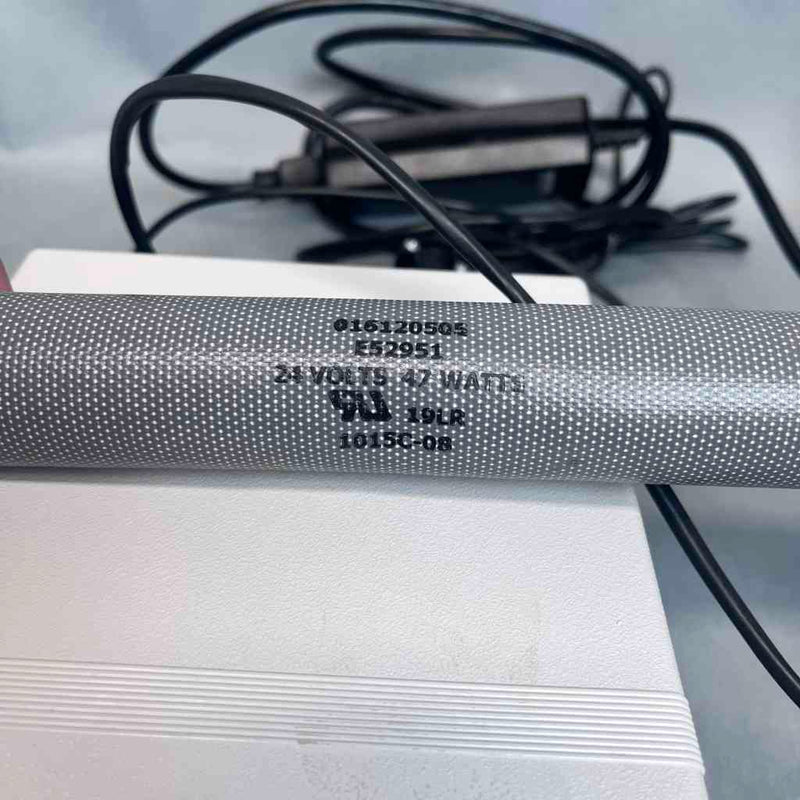 016120505
E52951
24 VOLTS 47 WATTS
19LR
1015C-08